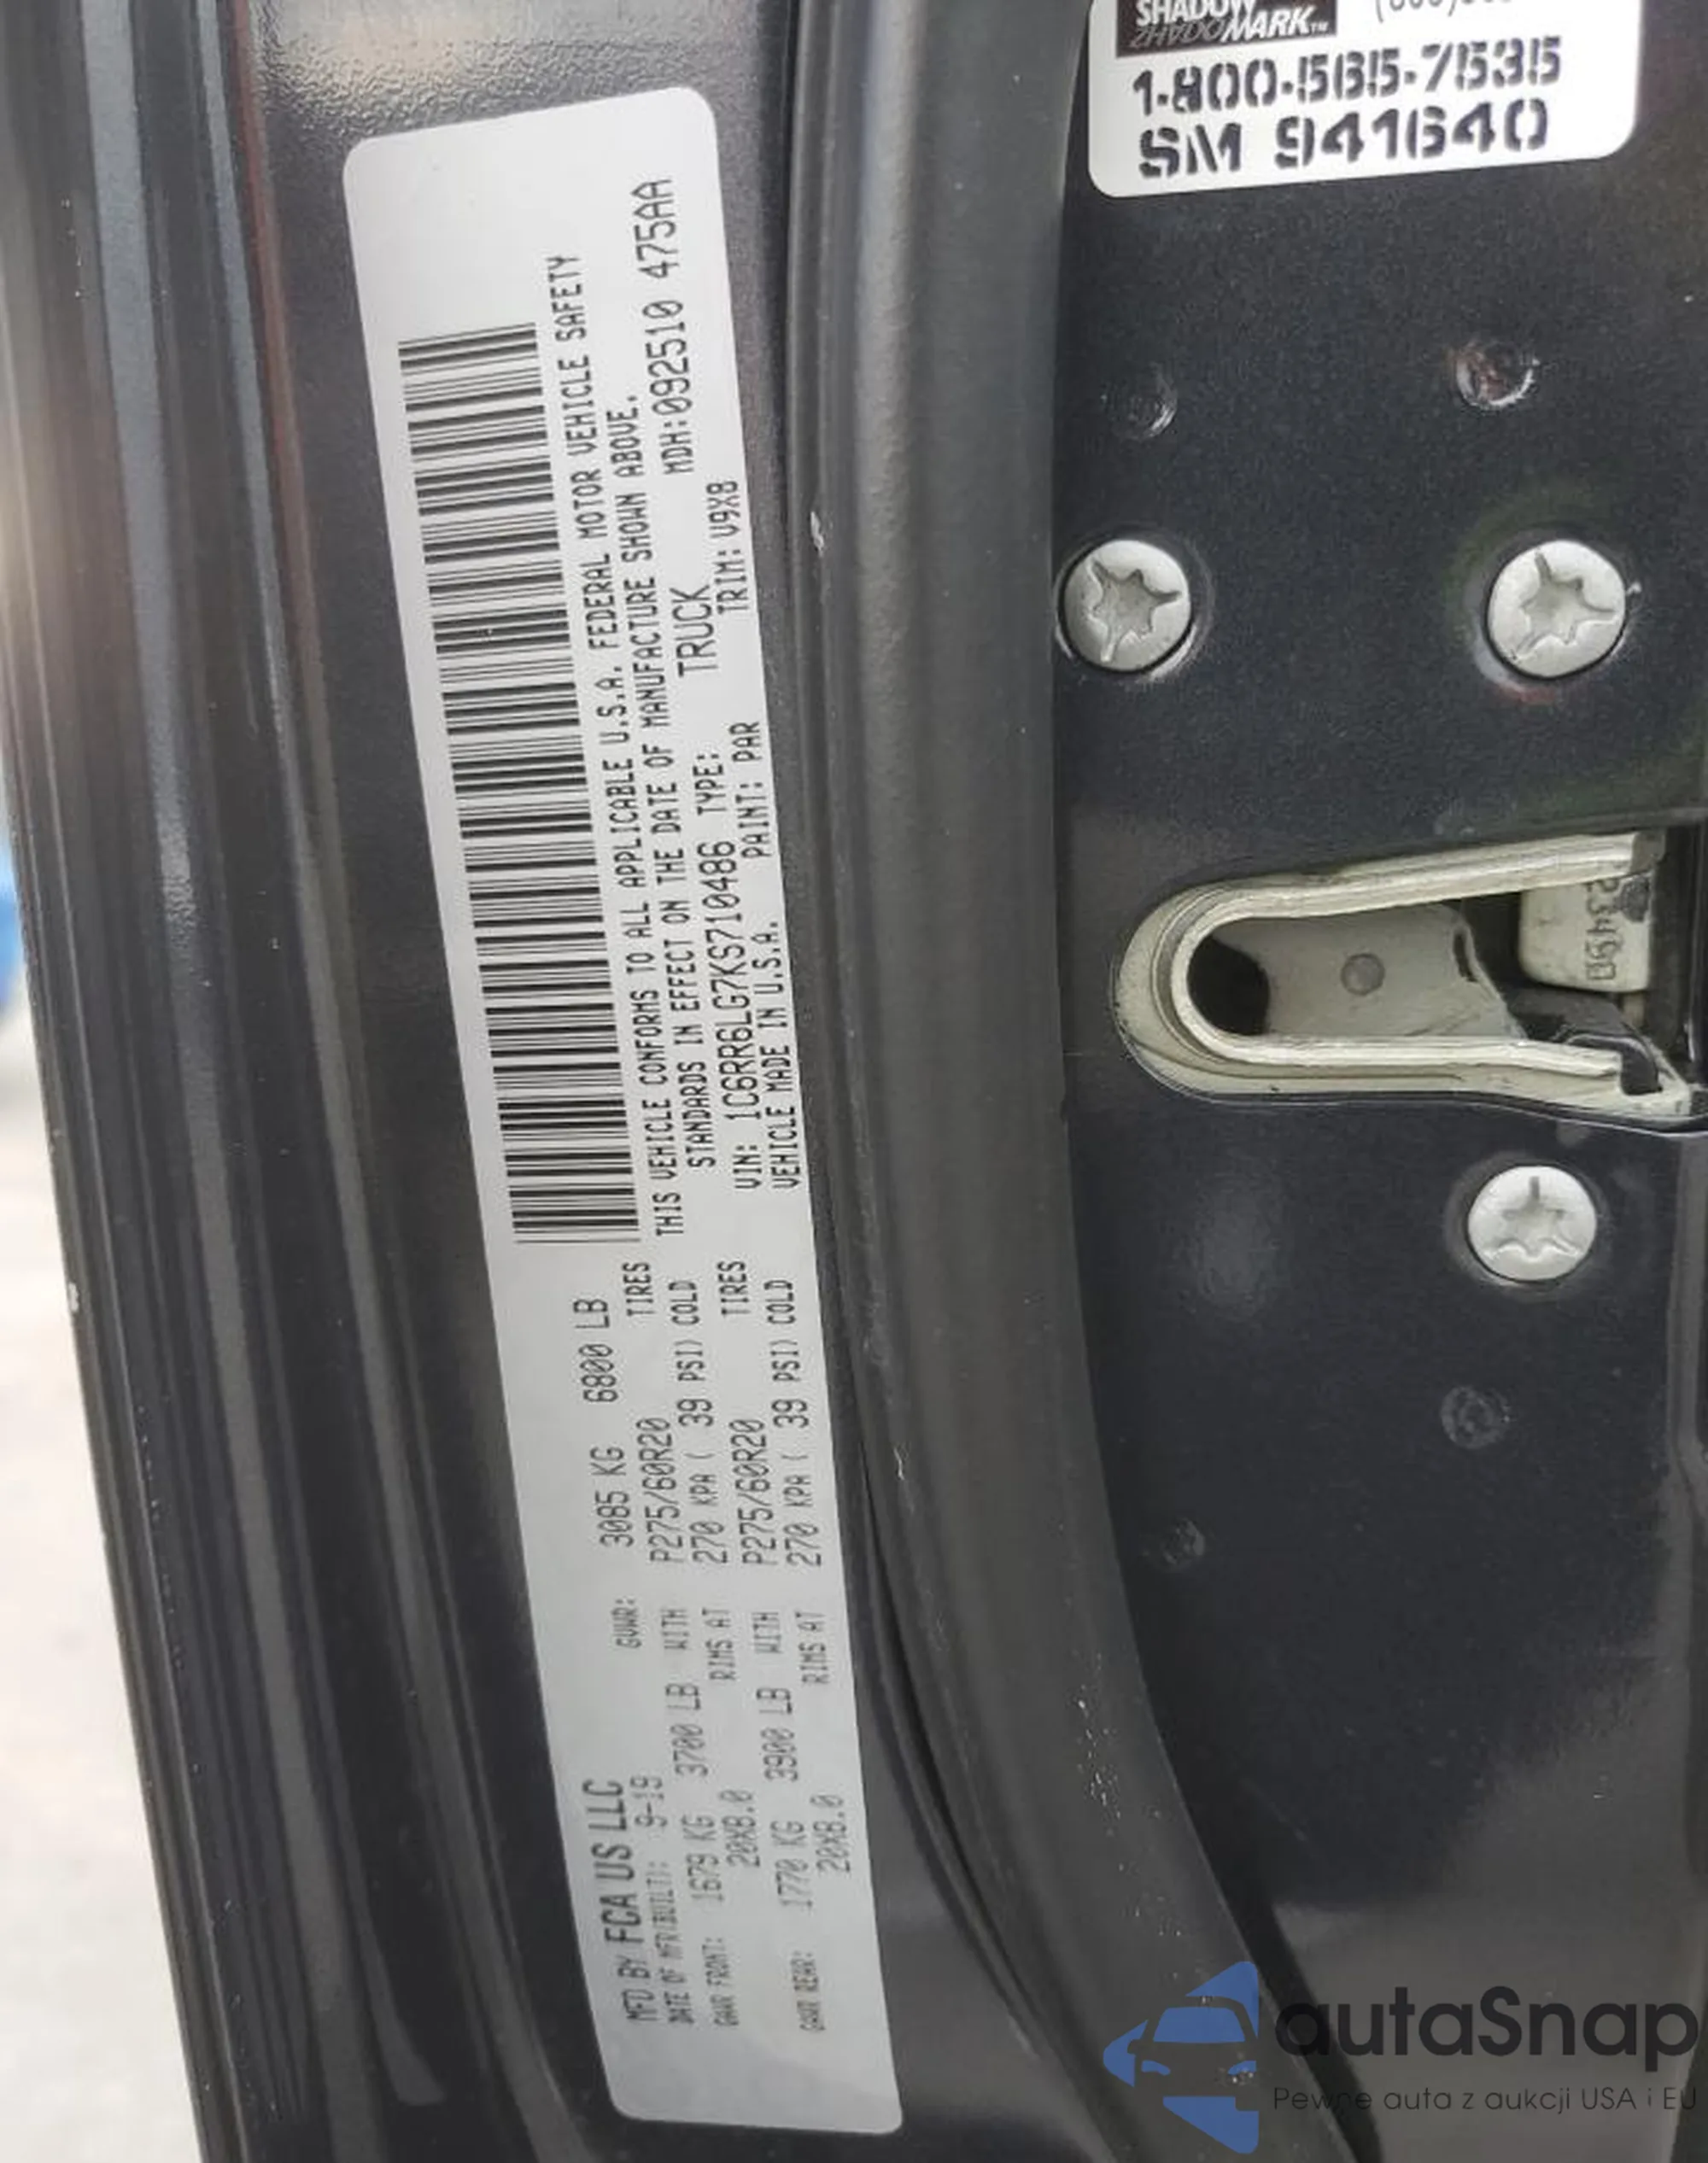 SHADOW
MARK™
1-800-565-7535
SM 941640
MFD BY FCA US LLC
DATE OF MFR(BUILT): 9-19
GVWR: 3085 KG 6800 LB
GAWR FRONT: 1679 KG 3700 LB WITH P275/60R20 TIRES
20X8.0 RIMS AT 270 KPA ( 39 PSI) COLD
GAWR REAR: 1770 KG 3900 LB WITH P275/60R20 TIRES
20X8.0 RIMS AT 270 KPA ( 39 PSI) COLD
THIS VEHICLE CONFORMS TO ALL APPLICABLE U.S.A. FEDERAL MOTOR VEHICLE SAFETY
STANDARDS IN EFFECT ON THE DATE OF MANUFACTURE SHOWN ABOVE.
VIN: 1C6RR6LG7KS710486 TYPE: TRUCK MDH:092510 475AA
VEHICLE MADE IN U.S.A. PAINT: PAR TRIM: V9X8
autaSnap
Pewne auta z aukcji USA i EU